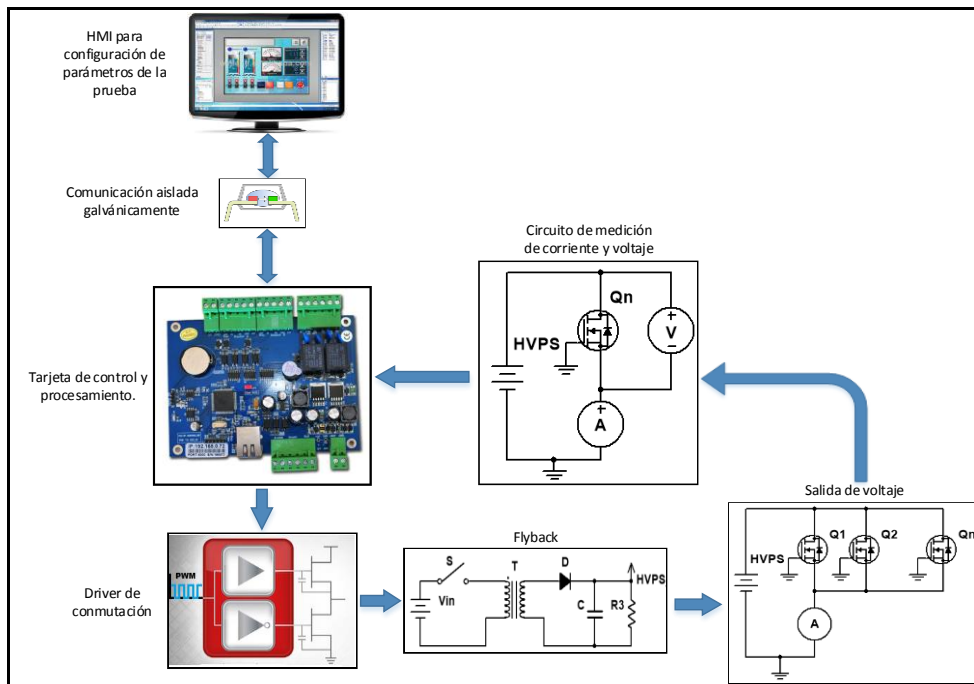 HMI para
configuración de
parámetros de la
prueba
Comunicación aislada
galvánicamente
Circuito de medición
de corriente y voltaje
Qn
HVPS
+
V
−
+
A
Tarjeta de control y
procesamiento.
Salida de voltaje
Q1
Q2
Qn
HVPS
A
Flyback
S
T
D
HVPS
Vin
C
R3
Driver de
conmutación
PWM